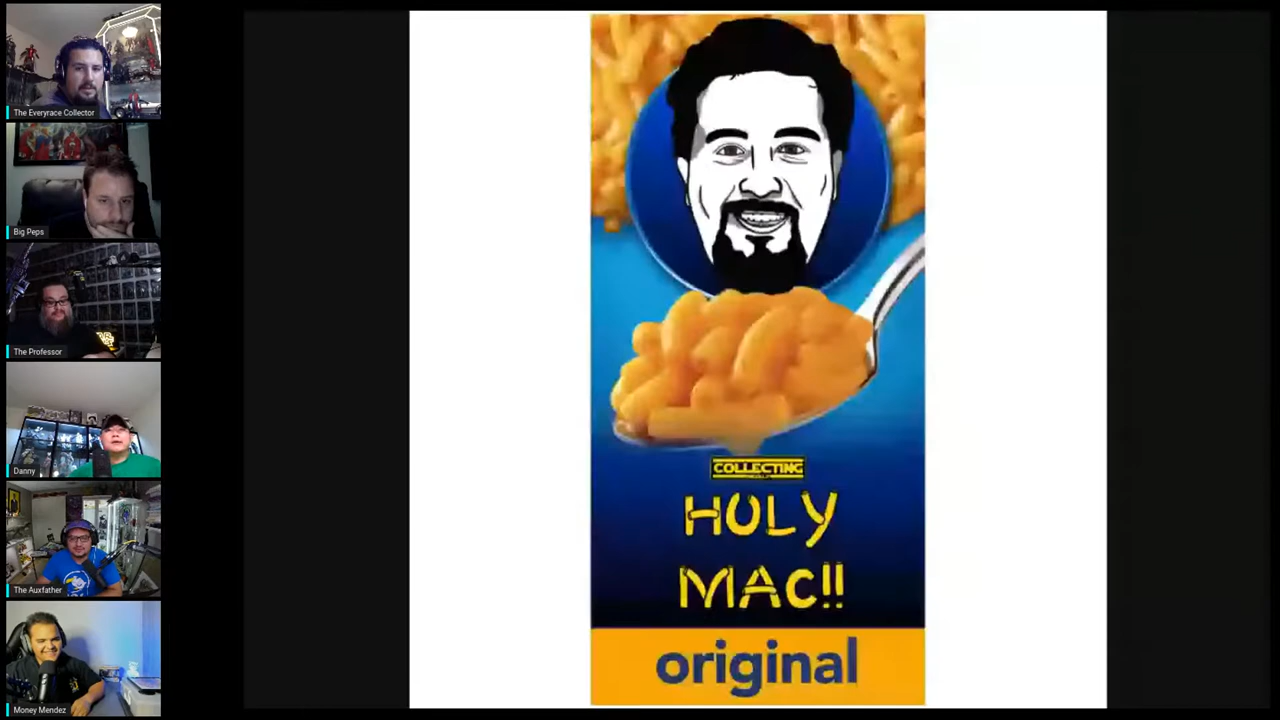 The Everyrace Collector
Big Peps
The Professor
Danny
The Auxfather
Money Mendez
COLLECTING
HOLY
MAC!!
original